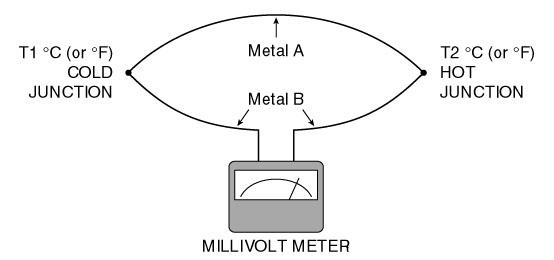 Metal A
T1 °C (or °F)
COLD
JUNCTION
T2 °C (or °F)
HOT
JUNCTION
Metal B
MILLIVOLT METER